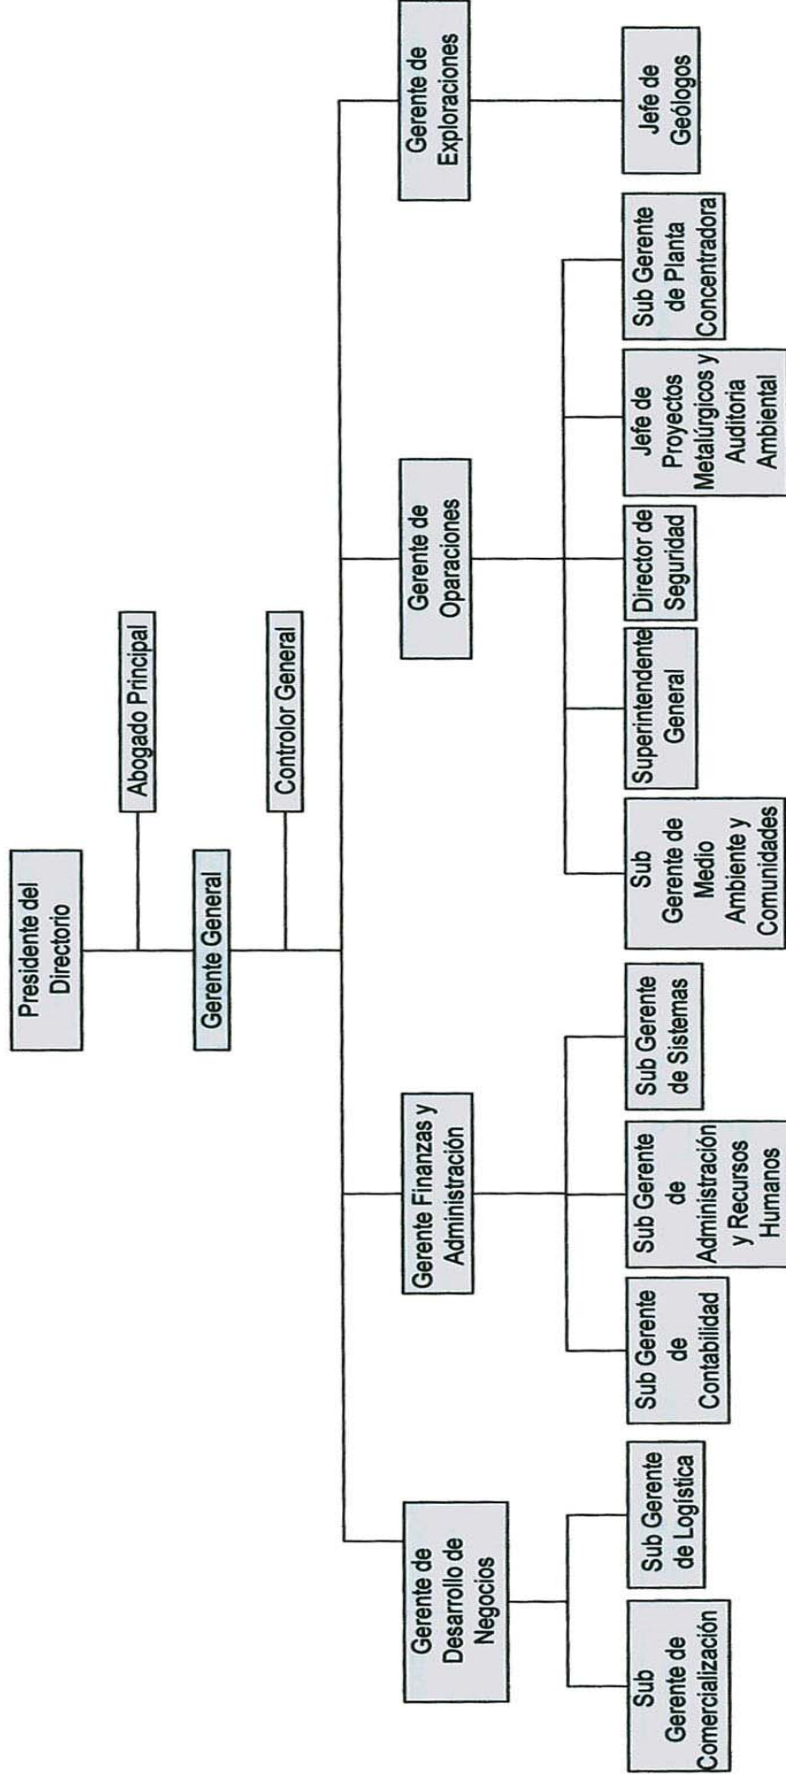 Presidente del
Directorio
Abogado Principal
Gerente General
Controlor General
Gerente de
Desarrollo de
Negocios
Gerente Finanzas y
Administración
Gerente de
Oparaciones
Gerente de
Exploraciones
Sub
Gerente de
Comercialización
Sub Gerente
de Logística
Sub Gerente
de
Contabilidad
Sub Gerente
de
Administración
y Recursos
Humanos
Sub Gerente
de Sistemas
Sub
Gerente de
Medio
Ambiente y
Comunidades
Superintendente
General
Director de
Seguridad
Jefe de
Proyectos
Metalúrgicos y
Auditoria
Ambiental
Sub Gerente
de Planta
Concentradora
Jefe de
Geólogos